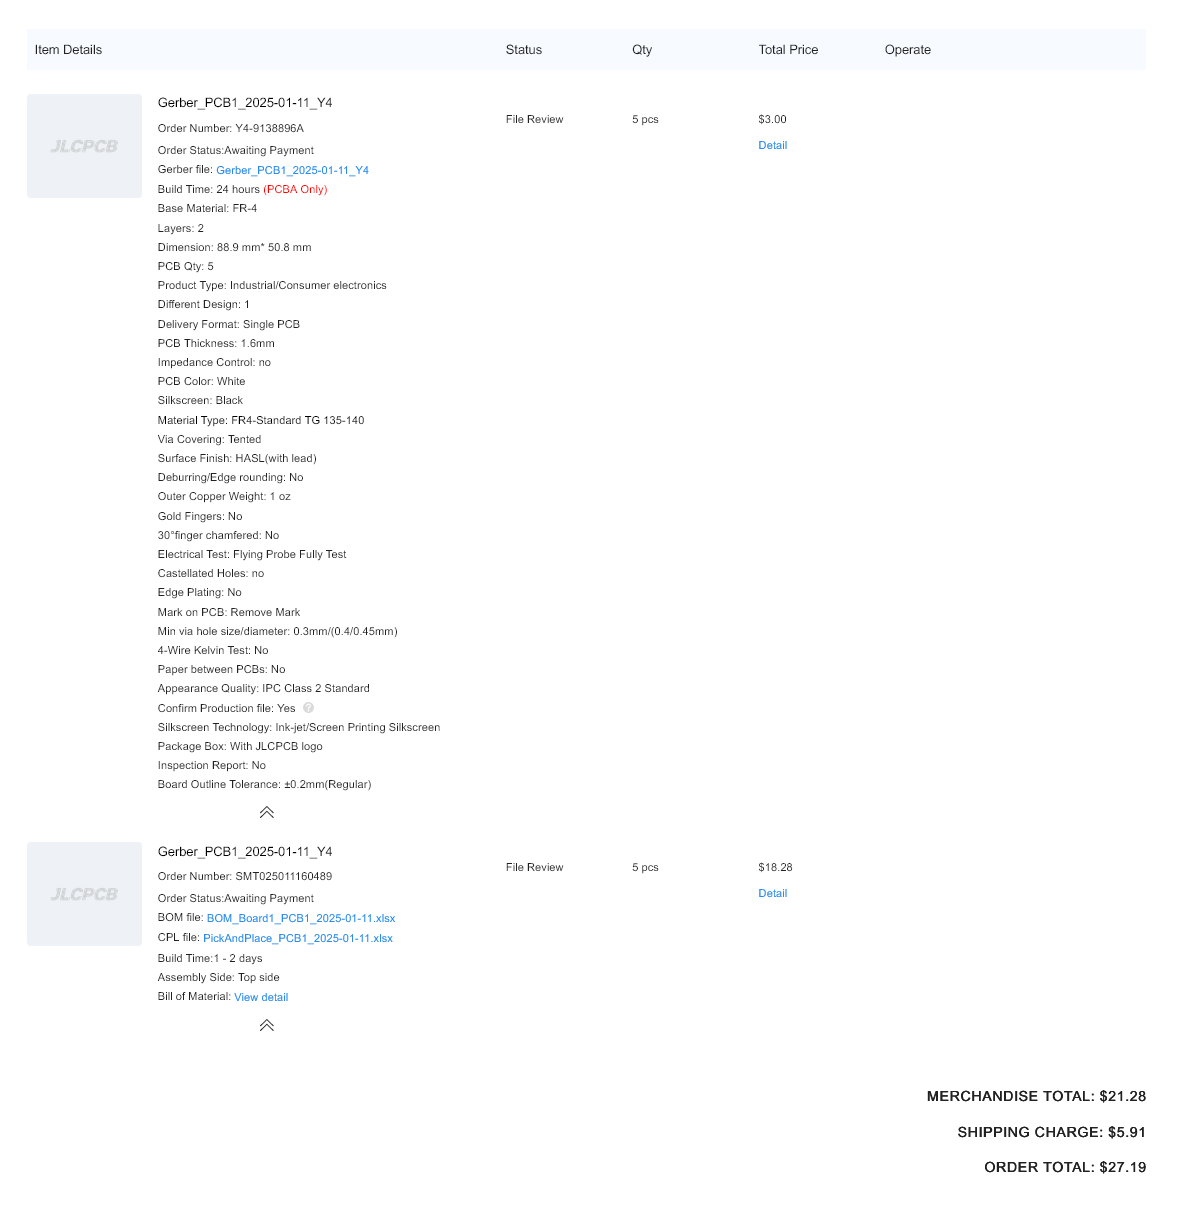 Item Details Status Qty Total Price Operate
JLCPCB
Gerber_PCB1_2025-01-11_Y4
Order Number: Y4-9138896A
File Review 5 pcs $3.00
Detail
Order Status:Awaiting Payment
Gerber file: Gerber_PCB1_2025-01-11_Y4
Build Time: 24 hours (PCBA Only)
Base Material: FR-4
Layers: 2
Dimension: 88.9 mm* 50.8 mm
PCB Qty: 5
Product Type: Industrial/Consumer electronics
Different Design: 1
Delivery Format: Single PCB
PCB Thickness: 1.6mm
Impedance Control: no
PCB Color: White
Silkscreen: Black
Material Type: FR4-Standard TG 135-140
Via Covering: Tented
Surface Finish: HASL(with lead)
Deburring/Edge rounding: No
Outer Copper Weight: 1 oz
Gold Fingers: No
30°finger chamfered: No
Electrical Test: Flying Probe Fully Test
Castellated Holes: no
Edge Plating: No
Mark on PCB: Remove Mark
Min via hole size/diameter: 0.3mm/(0.4/0.45mm)
4-Wire Kelvin Test: No
Paper between PCBs: No
Appearance Quality: IPC Class 2 Standard
Confirm Production file: Yes ?
Silkscreen Technology: Ink-jet/Screen Printing Silkscreen
Package Box: With JLCPCB logo
Inspection Report: No
Board Outline Tolerance: ±0.2mm(Regular)
JLCPCB
Gerber_PCB1_2025-01-11_Y4
Order Number: SMT025011160489
File Review 5 pcs $18.28
Detail
Order Status:Awaiting Payment
BOM file: BOM_Board1_PCB1_2025-01-11.xlsx
CPL file: PickAndPlace_PCB1_2025-01-11.xlsx
Build Time:1 - 2 days
Assembly Side: Top side
Bill of Material: View detail
MERCHANDISE TOTAL: $21.28
SHIPPING CHARGE: $5.91
ORDER TOTAL: $27.19